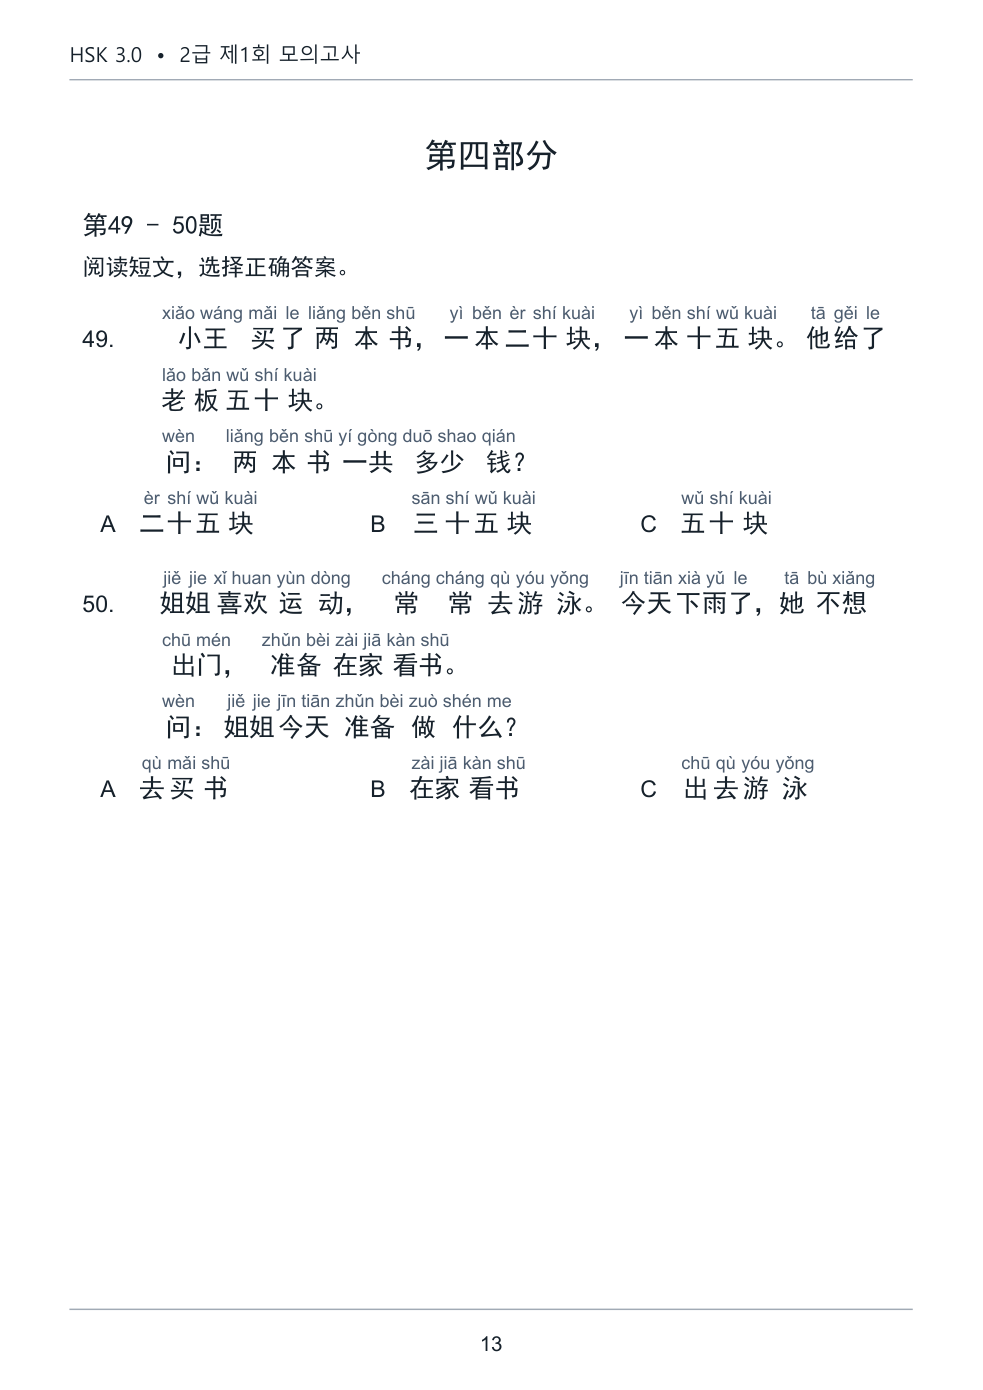 HSK 3.0 • 2급 제1회 모의고사
第四部分
第49 － 50题
阅读短文，选择正确答案。
xiǎo wáng mǎi le liǎng běn shū yì běn èr shí kuài yì běn shí wǔ kuài tā gěi le
49. 小王 买了两本书，一本二十块，一本十五块。他给了
lǎo bǎn wǔ shí kuài
老板五十块。
wèn liǎng běn shū yí gòng duō shao qián
问：两本书一共多少钱？
èr shí wǔ kuài sān shí wǔ kuài wǔ shí kuài
A 二十五块 B 三十五块 C 五十块
jiě jie xǐ huan yùn dòng cháng cháng qù yóu yǒng jīn tiān xià yǔ le tā bù xiǎng
50. 姐姐喜欢运动，常常去游泳。今天下雨了，她不想
chū mén zhǔn bèi zài jiā kàn shū
出门，准备在家看书。
wèn jiě jie jīn tiān zhǔn bèi zuò shén me
问：姐姐今天准备做什么？
qù mǎi shū zài jiā kàn shū chū qù yóu yǒng
A 去买书 B 在家看书 C 出去游泳
13